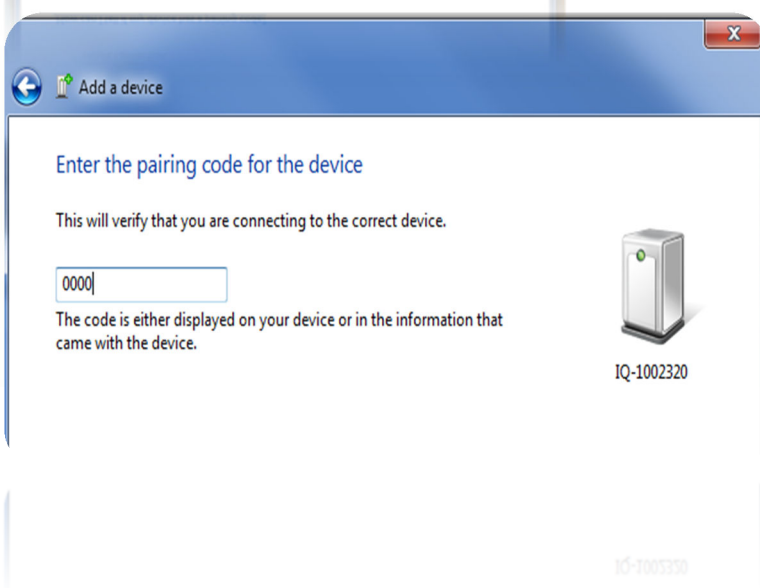 X
Add a device
Enter the pairing code for the device
This will verify that you are connecting to the correct device.
0000
The code is either displayed on your device or in the information that
came with the device.
IQ-1002320